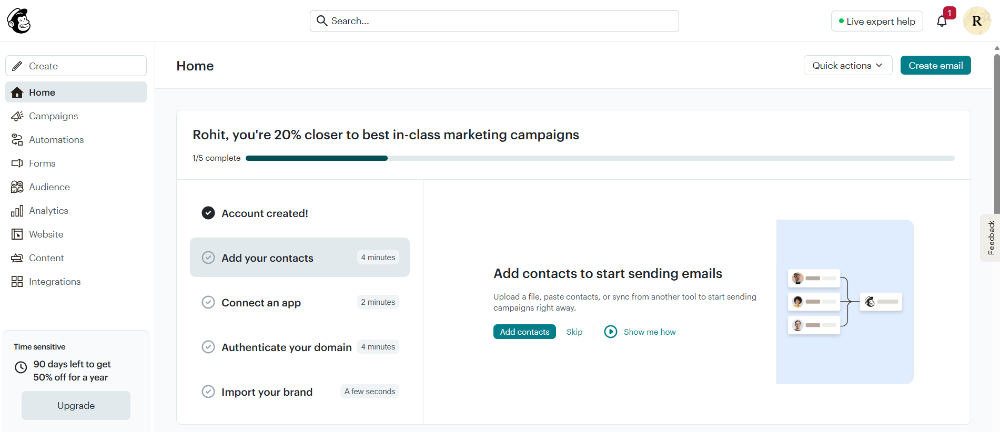 Search...
Live expert help
1
R
Create
Home
Campaigns
Automations
Forms
Audience
Analytics
Website
Content
Integrations
Time sensitive
90 days left to get
50% off for a year
Upgrade
Home
Quick actions
Create email
Rohit, you're 20% closer to best in-class marketing campaigns
1/5 complete
Account created!
Add your contacts
4 minutes
Connect an app
2 minutes
Authenticate your domain
4 minutes
Import your brand
A few seconds
Add contacts to start sending emails
Upload a file, paste contacts, or sync from another tool to start sending
campaigns right away.
Add contacts
Skip
Show me how
Feedback